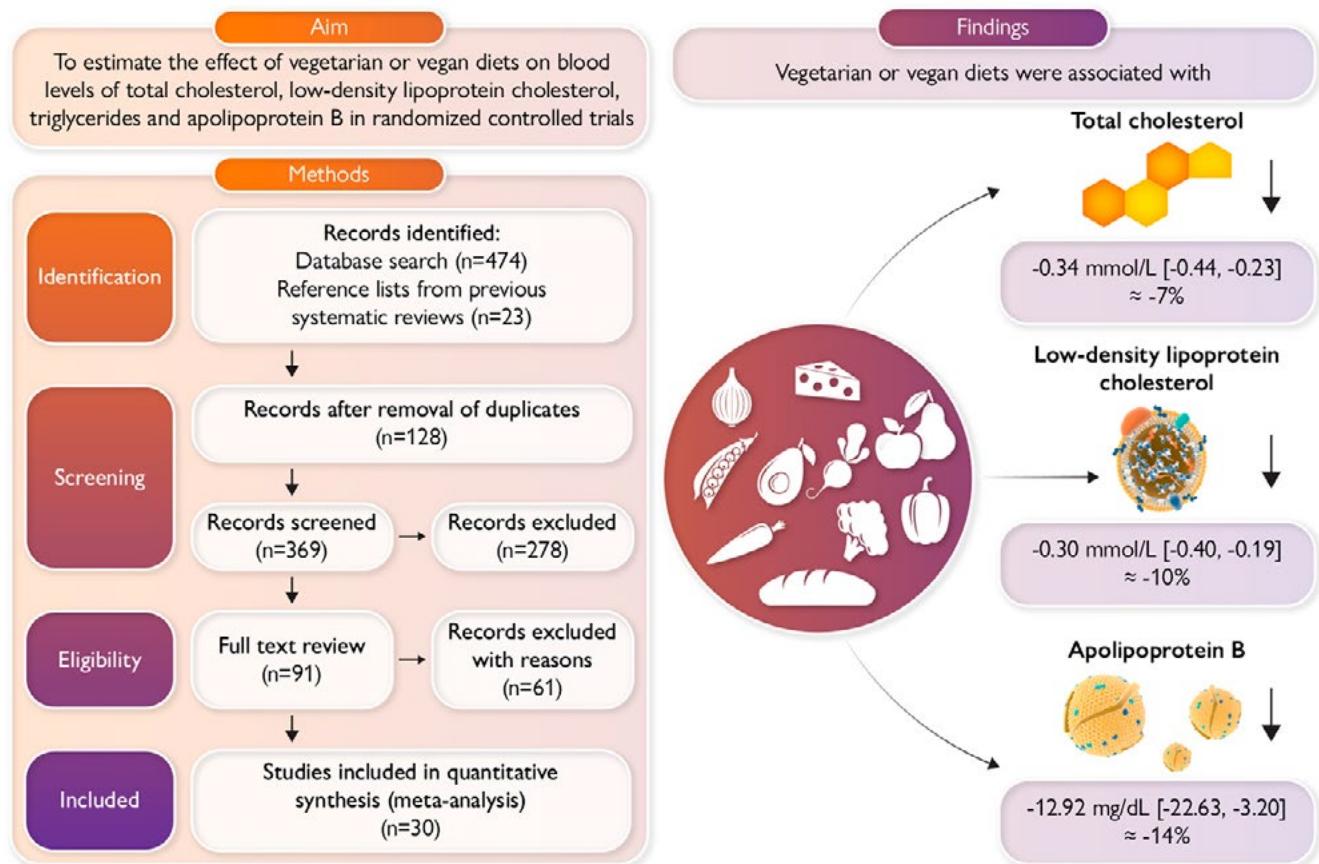 Aim
To estimate the effect of vegetarian or vegan diets on blood
levels of total cholesterol, low-density lipoprotein cholesterol,
triglycerides and apolipoprotein B in randomized controlled trials
Methods
Identification
Records identified:
Database search (n=474)
Reference lists from previous
systematic reviews (n=23)
Screening
Records after removal of duplicates
(n=128)
Records screened
(n=369)
Records excluded
(n=278)
Eligibility
Full text review
(n=91)
Records excluded
with reasons
(n=61)
Included
Studies included in quantitative
synthesis (meta-analysis)
(n=30)
Findings
Vegetarian or vegan diets were associated with
Total cholesterol
-0.34 mmol/L [-0.44, -0.23]
≈ -7%
Low-density lipoprotein
cholesterol
-0.30 mmol/L [-0.40, -0.19]
≈ -10%
Apolipoprotein B
-12.92 mg/dL [-22.63, -3.20]
≈ -14%